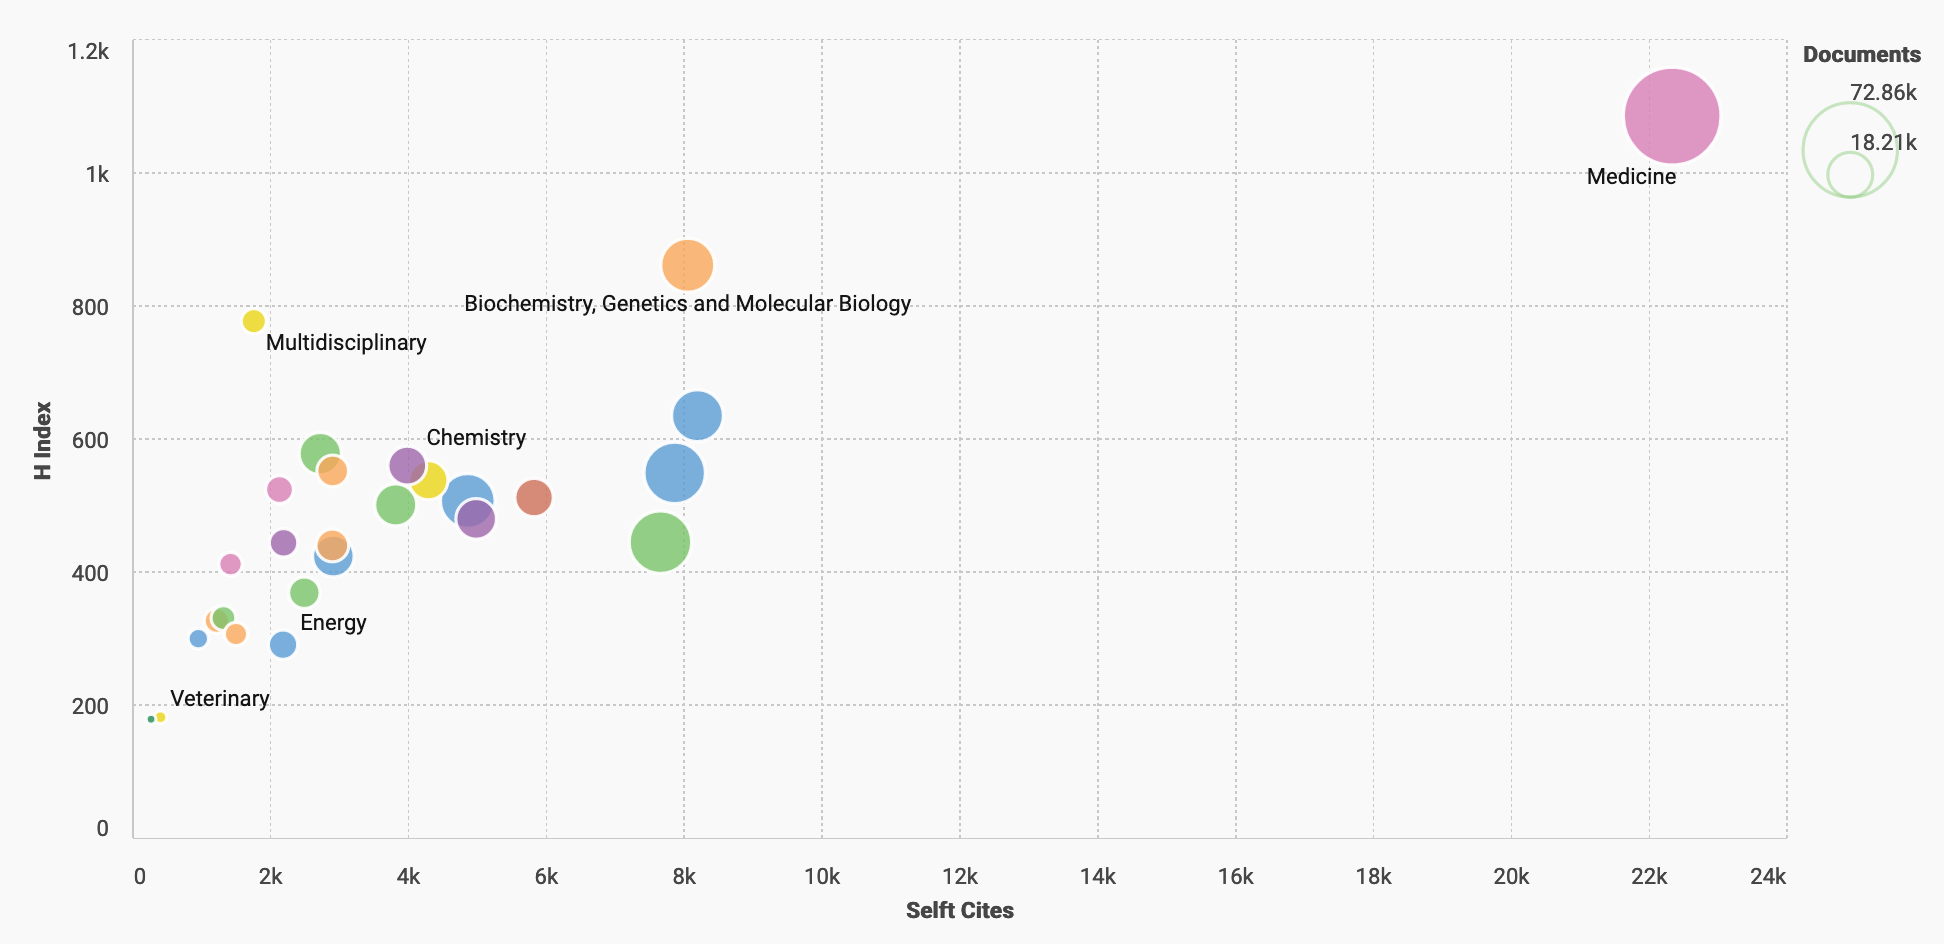 1.2k
1k
800
600
400
200
0
H Index
0 2k 4k 6k 8k 10k 12k 14k 16k 18k 20k 22k 24k
Selft Cites
Documents
72.86k
18.21k
Medicine
Biochemistry, Genetics and Molecular Biology
Multidisciplinary
Chemistry
Energy
Veterinary